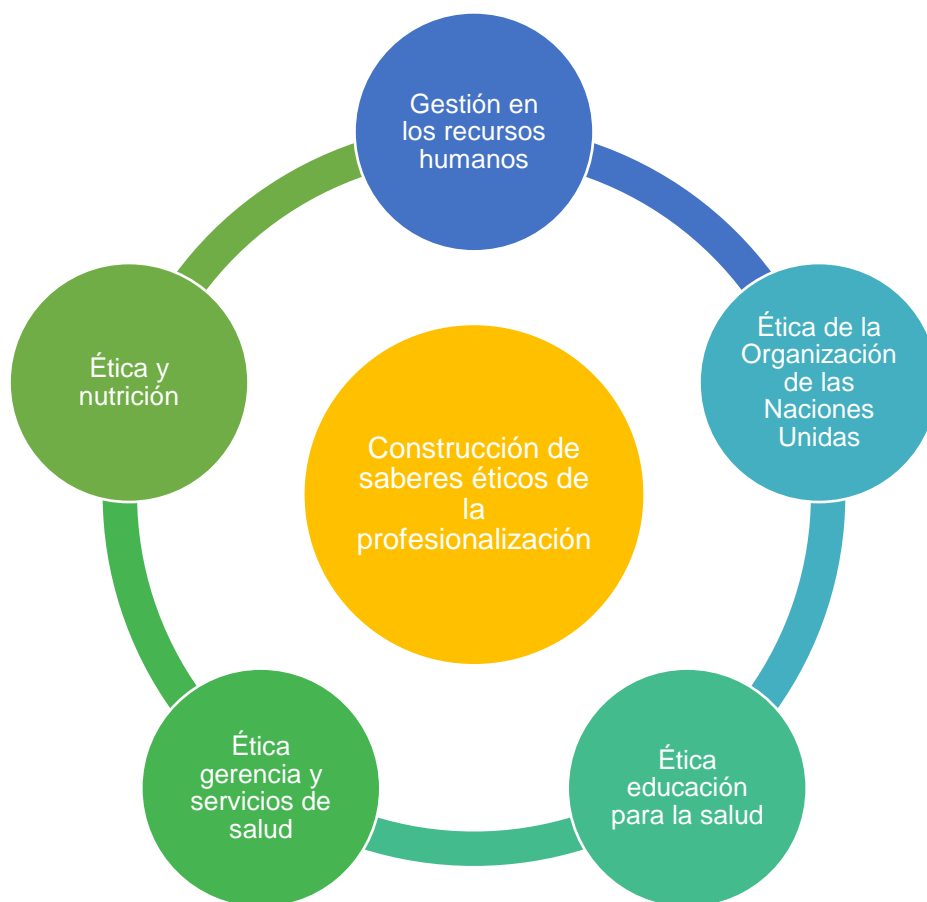 Gestión en
los recursos
humanos
Ética de la
Organización
de las
Naciones
Unidas
Ética
educación
para la salud
Ética
gerencia y
servicios de
salud
Ética y
nutrición
Construcción de
saberes éticos de
la
profesionalización